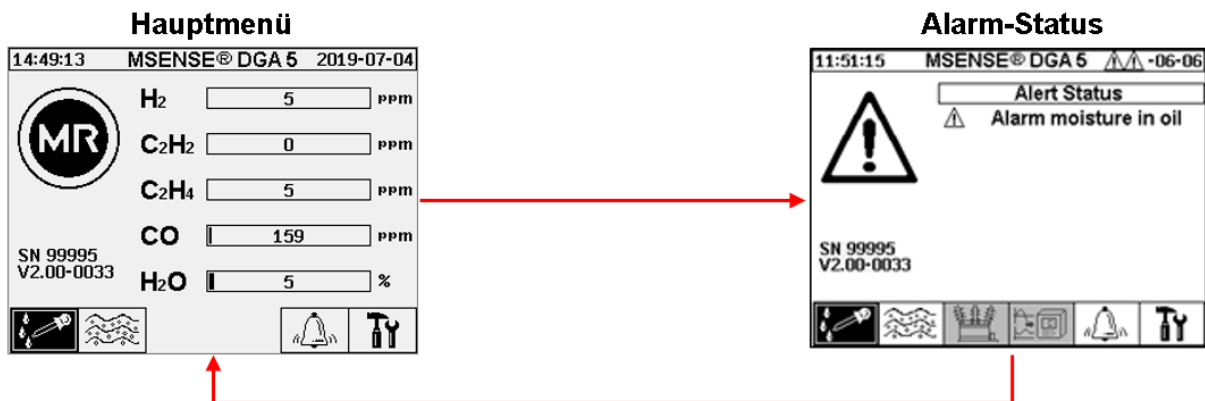 Hauptmenü
14:49:13 MSENSE® DGA 5 2019-07-04
MR
H₂ 5 ppm
C₂H₂ 0 ppm
C₂H₄ 5 ppm
CO 159 ppm
H₂O 5 %
SN 99995
V2.00-0033
Alarm-Status
11:51:15 MSENSE® DGA 5 -06-06
Alert Status
Alarm moisture in oil
SN 99995
V2.00-0033